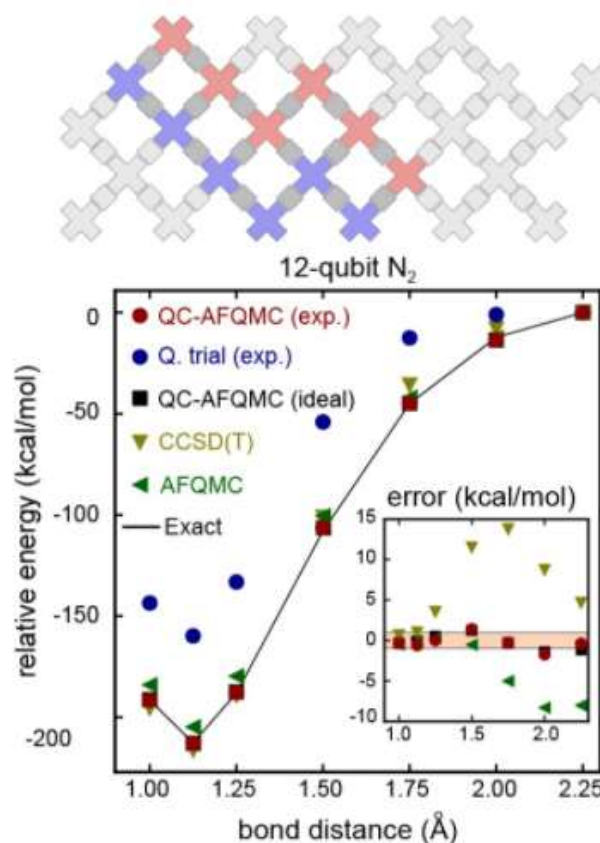 12-qubit N₂
0
-50
-100
-150
-200
relative energy (kcal/mol)
QC-AFQMC (exp.)
Q. trial (exp.)
QC-AFQMC (ideal)
CCSD(T)
AFQMC
Exact
error (kcal/mol)
15
10
5
0
-5
-10
1.0 1.5 2.0
1.00 1.25 1.50 1.75 2.00 2.25
bond distance (Å)